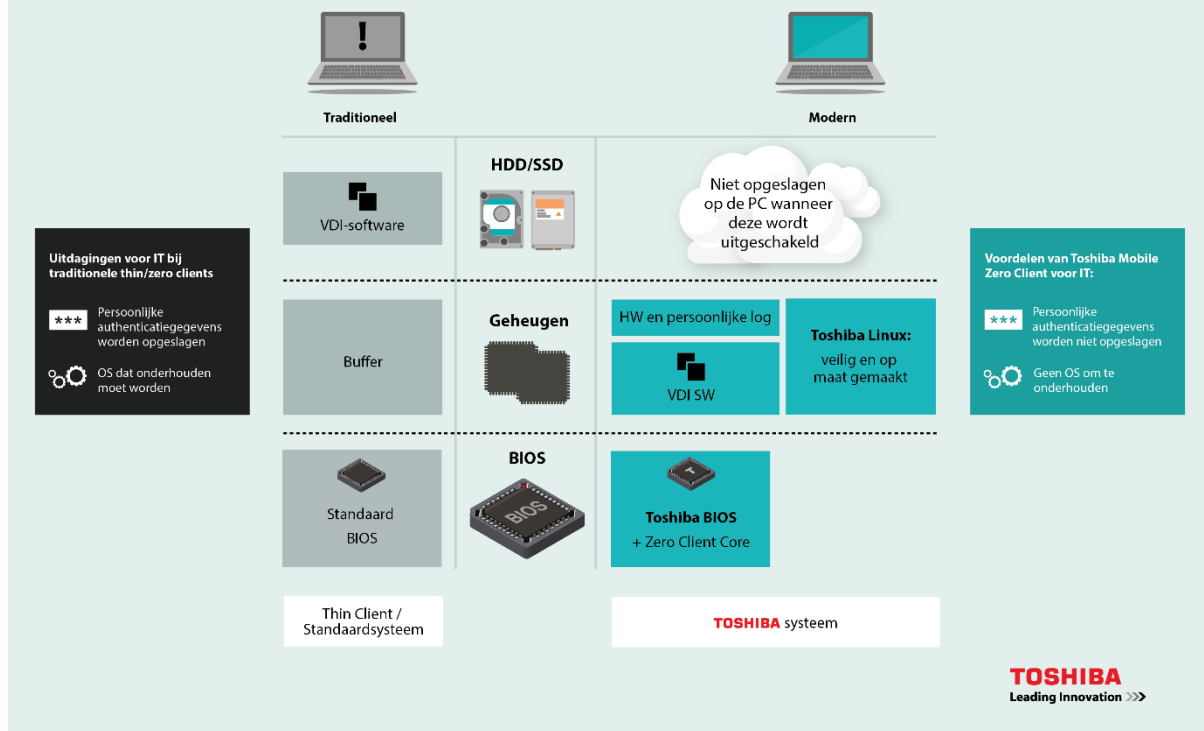 Traditioneel
Modern
HDD/SSD
VDI-software
Niet opgeslagen
op de PC wanneer
deze wordt
uitgeschakeld
Uitdagingen voor IT bij
traditionele thin/zero clients
***
Persoonlijke
authenticatiegegevens
worden opgeslagen
OS dat onderhouden
moet worden
Geheugen
Buffer
HW en persoonlijke log
VDI SW
Toshiba Linux:
veilig en op
maat gemaakt
Voordelen van Toshiba Mobile
Zero Client voor IT:
***
Persoonlijke
authenticatiegegevens
worden niet opgeslagen
Geen OS om te
onderhouden
BIOS
BIOS
Standaard
BIOS
T
Toshiba BIOS
+ Zero Client Core
Thin Client /
Standaardsysteem
TOSHIBA systeem
TOSHIBA
Leading Innovation >>>